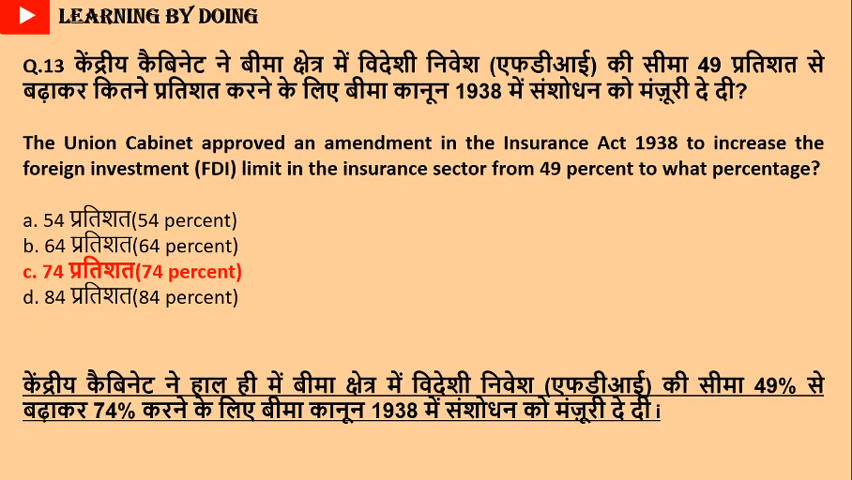 LEARNING BY DOING
Q.13 केंद्रीय कैबिनेट ने बीमा क्षेत्र में विदेशी निवेश (एफडीआई) की सीमा 49 प्रतिशत से
बढ़ाकर कितने प्रतिशत करने के लिए बीमा कानून 1938 में संशोधन को मंज़ूरी दे दी?
The Union Cabinet approved an amendment in the Insurance Act 1938 to increase the
foreign investment (FDI) limit in the insurance sector from 49 percent to what percentage?
a. 54 प्रतिशत(54 percent)
b. 64 प्रतिशत(64 percent)
c. 74 प्रतिशत(74 percent)
d. 84 प्रतिशत(84 percent)
केंद्रीय कैबिनेट ने हाल ही में बीमा क्षेत्र में विदेशी निवेश (एफडीआई) की सीमा 49% से
बढ़ाकर 74% करने के लिए बीमा कानून 1938 में संशोधन को मंज़ूरी दे दी i